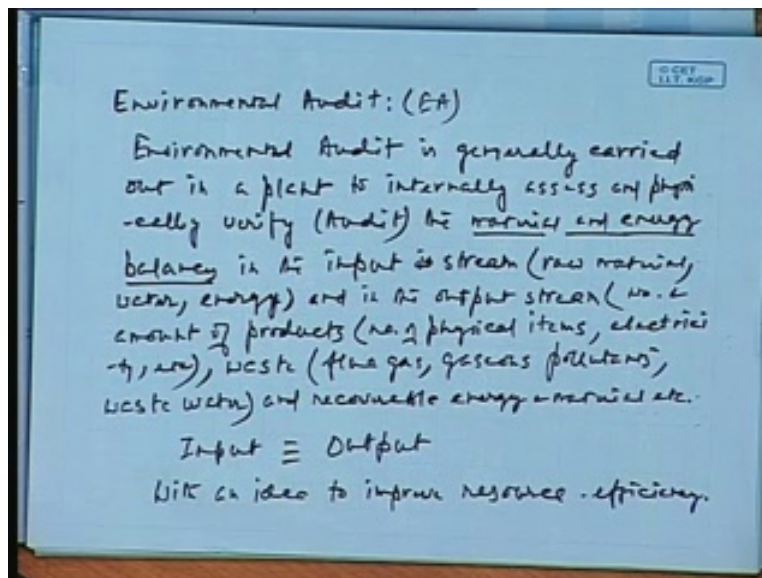 © CET
I.I.T. KGP
Environmental Audit: (EA)
Environmental Audit is generally carried
out in a plant to internally assess and physi
-cally verify (Audit) the material and energy
balance in the input stream (raw material,
water, energy) and in the output stream (no. &
amount of products (no. of physical items, electrici
-ty, etc), waste (flue gas, gaseous pollutants,
waste water) and recoverable energy & material etc.
Input ≡ Output
With an idea to improve resource-efficiency.